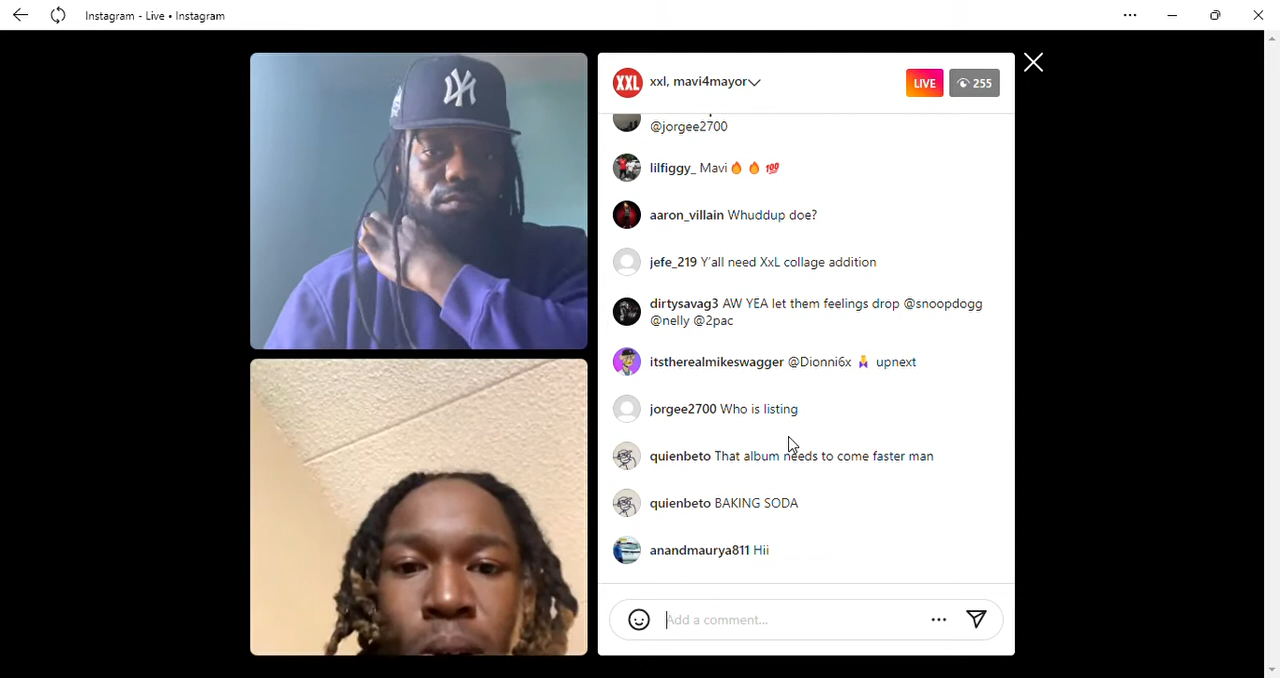 Instagram - Live • Instagram
XXL
xxl, mavi4mayor
LIVE
255
@jorgee2700
lilfiggy_ Mavi🔥 🔥 💯
aaron_villain Whuddup doe?
jefe_219 Y'all need XxL collage addition
dirtysavag3 AW YEA let them feelings drop @snoopdogg
@nelly @2pac
itstherealmikeswagger @Dionni6x 🙏 upnext
jorgee2700 Who is listing
quienbeto That album needs to come faster man
quienbeto BAKING SODA
anandmaurya811 Hii
Add a comment...
NY